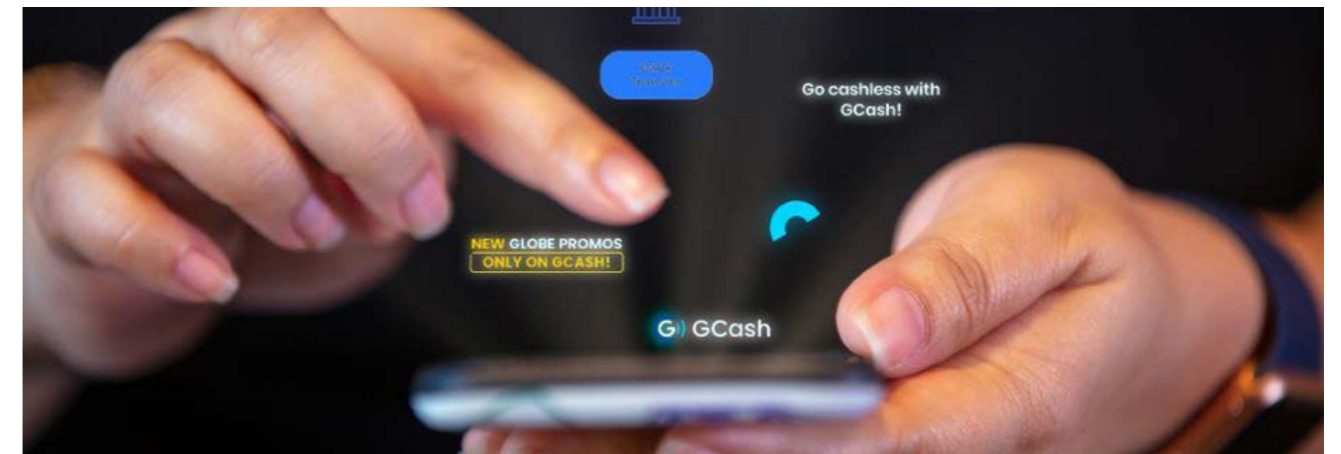 Go cashless with
GCash!
NEW GLOBE PROMOS
ONLY ON GCASH!
G)) GCash